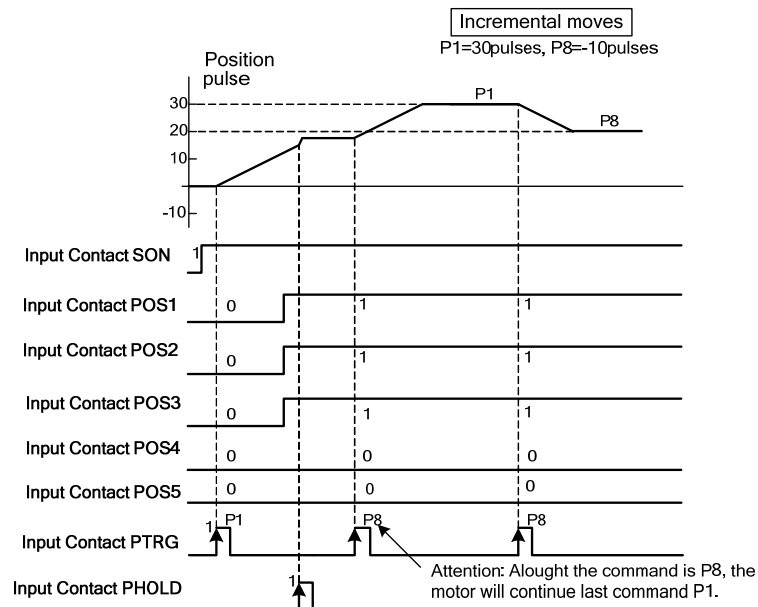 Incremental moves
P1=30pulses, P8=-10pulses
Position
pulse
30
20
10
-10
P1
P8
Input Contact SON
1
Input Contact POS1
0
1
1
Input Contact POS2
0
1
1
Input Contact POS3
0
1
1
Input Contact POS4
0
0
0
Input Contact POS5
0
0
0
Input Contact PTRG
1
P1
P8
P8
Attention: Alought the command is P8, the
motor will continue last command P1.
Input Contact PHOLD
1